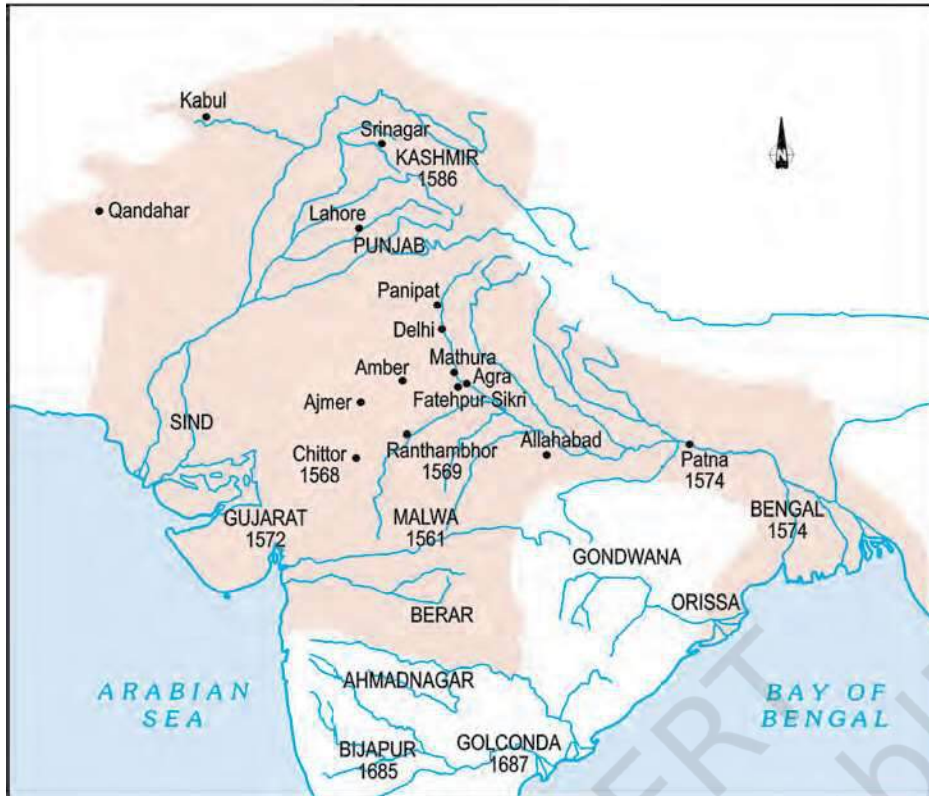 Kabul
Srinagar
KASHMIR
1586
N
Qandahar
Lahore
PUNJAB
Panipat
Delhi
Mathura
Agra
Amber
Fatehpur Sikri
Ajmer
SIND
Ranthambhor
1569
Allahabad
Chittor
1568
Patna
1574
GUJARAT
1572
MALWA
1561
BENGAL
1574
GONDWANA
BERAR
ORISSA
ARABIAN
SEA
AHMADNAGAR
BAY OF
BENGAL
BIJAPUR
1685
GOLCONDA
1687